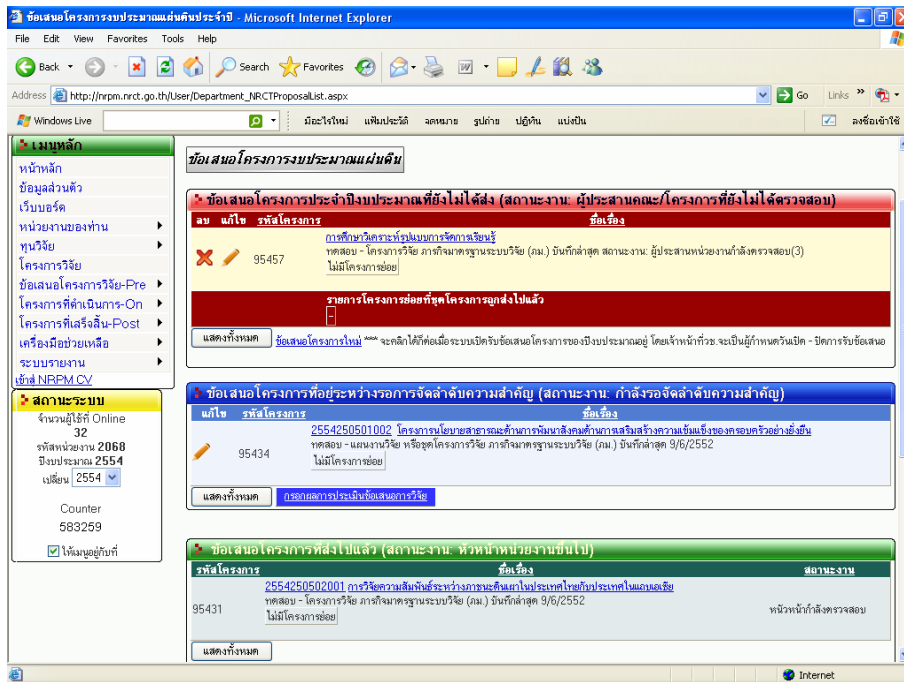 ข้อเสนอโครงการงบประมาณแผ่นดินประจำปี - Microsoft Internet Explorer
File Edit View Favorites Tools Help
Back Search Favorites
Address http://nrpm.nrct.go.th/User/Department_NRCTProposalList.aspx Go Links
Windows Live มีอะไรใหม่ แฟ้มประวัติ จดหมาย รูปถ่าย ปฏิทิน แบ่งปัน ลงชื่อเข้าใช้
เมนูหลัก
หน้าหลัก
ข้อมูลส่วนตัว
เว็บบอร์ด
หน่วยงานของท่าน
ทุนวิจัย
โครงการวิจัย
ข้อเสนอโครงการวิจัย-Pre
โครงการที่ดำเนินการ-On
โครงการที่เสร็จสิ้น-Post
เครื่องมือช่วยเหลือ
ระบบรายงาน
เข้าสู่ NRPM CV
สถานะระบบ
จำนวนผู้ใช้ที่ Online
32
รหัสหน่วยงาน 2068
ปีงบประมาณ 2554
เปลี่ยน 2554
Counter
583259
ให้เมนูอยู่กับที่
ข้อเสนอโครงการงบประมาณแผ่นดิน
ข้อเสนอโครงการประจำปีงบประมาณที่ยังไม่ได้ส่ง (สถานะงาน: ผู้ประสานคณะ/โครงการที่ยังไม่ได้ตรวจสอบ)
ลบ แก้ไข รหัสโครงการ ชื่อเรื่อง
การศึกษาวิเคราะห์รูปแบบการจัดการเรียนรู้
95457 ทดสอบ - โครงการวิจัย ภารกิจมาตรฐานระบบวิจัย (ภม.) บันทึกล่าสุด สถานะงาน: ผู้ประสานหน่วยงานกำลังตรวจสอบ(3)
ไม่มีโครงการย่อย
รายการโครงการย่อยที่ชุดโครงการถูกส่งไปแล้ว
-
แสดงทั้งหมด ข้อเสนอโครงการใหม่ *** จะคลิกได้ก็ต่อเมื่อระบบเปิดรับข้อเสนอโครงการของปีงบประมาณอยู่ โดยเจ้าหน้าที่วช.จะเป็นผู้กำหนดวันเปิด - ปิดการรับข้อเสนอ
ข้อเสนอโครงการที่อยู่ระหว่างรอการจัดลำดับความสำคัญ (สถานะงาน: กำลังรอจัดลำดับความสำคัญ)
แก้ไข รหัสโครงการ ชื่อเรื่อง
2554250501002 โครงการนโยบายสาธารณะด้านการพัฒนาสังคมด้านการเสริมสร้างความเข้มแข็งของครอบครัวอย่างยั่งยืน
95434 ทดสอบ - แผนงานวิจัย หรือชุดโครงการวิจัย ภารกิจมาตรฐานระบบวิจัย (ภม.) บันทึกล่าสุด 9/6/2552
ไม่มีโครงการย่อย
แสดงทั้งหมด กรอกผลการประเมินข้อเสนอการวิจัย
ข้อเสนอโครงการที่ส่งไปแล้ว (สถานะงาน: หัวหน้าหน่วยงานขึ้นไป)
รหัสโครงการ ชื่อเรื่อง สถานะงาน
2554250502001 การวิจัยความสัมพันธ์ระหว่างภาชนะดินเผาในประเทศไทยกับประเทศในแถบเอเชีย
95431 ทดสอบ - โครงการวิจัย ภารกิจมาตรฐานระบบวิจัย (ภม.) บันทึกล่าสุด 9/6/2552 หนัวหน้ากำลังตรวจสอบ
ไม่มีโครงการย่อย
แสดงทั้งหมด
Internet